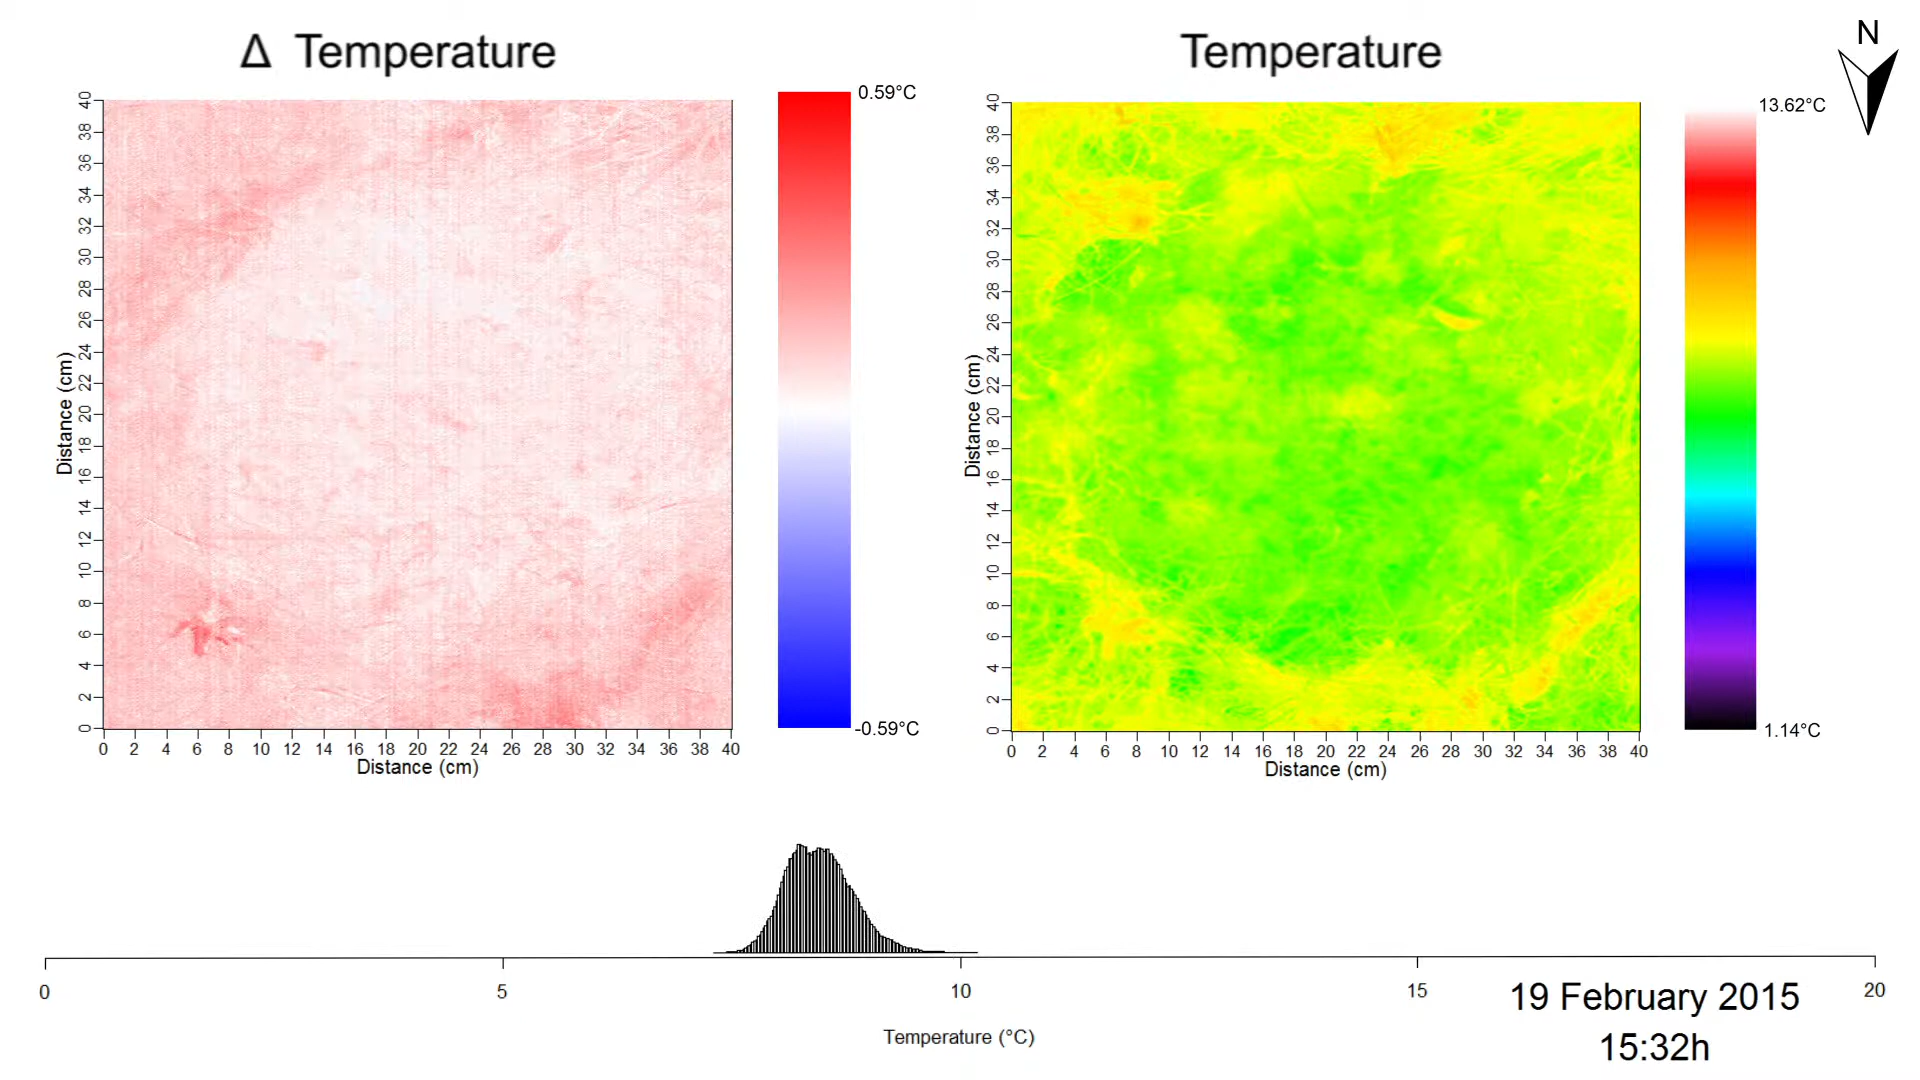 Δ Temperature
Temperature
N
0.59°C
-0.59°C
13.62°C
1.14°C
Distance (cm)
40
38
36
34
32
30
28
26
24
22
20
18
16
14
12
10
8
6
4
2
0
0 2 4 6 8 10 12 14 16 18 20 22 24 26 28 30 32 34 36 38 40
Distance (cm)
Distance (cm)
40
38
36
34
32
30
28
26
24
22
20
18
16
14
12
10
8
6
4
2
0
0 2 4 6 8 10 12 14 16 18 20 22 24 26 28 30 32 34 36 38 40
Distance (cm)
0 5 10 15 20
Temperature (°C)
19 February 2015
15:32h